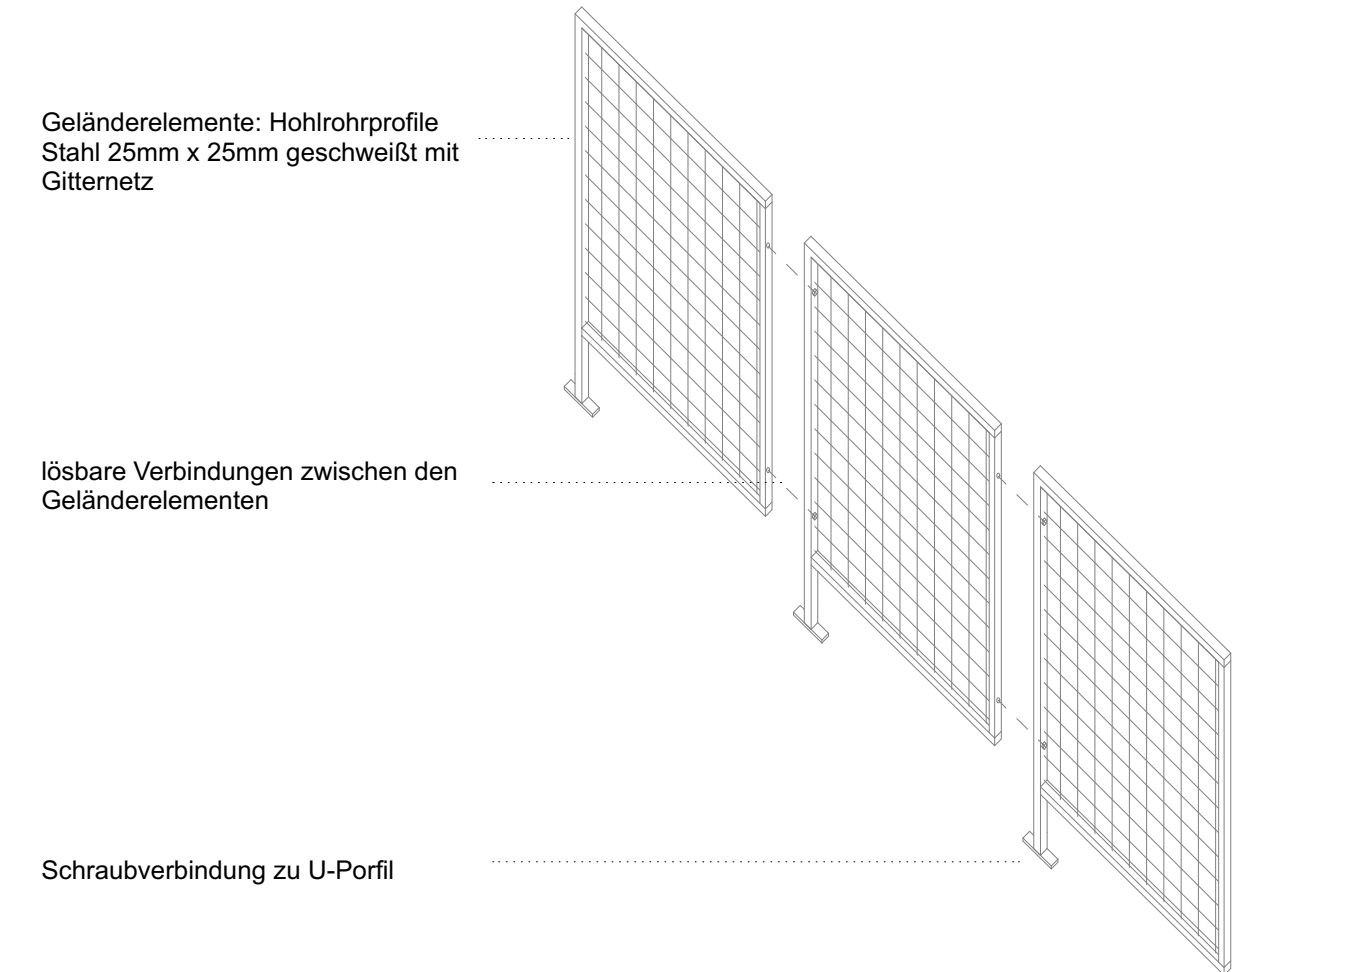 Geländerelemente: Hohlrohrprofile
Stahl 25mm x 25mm geschweißt mit
Gitternetz
lösbare Verbindungen zwischen den
Geländerelementen
Schraubverbindung zu U-Porfil